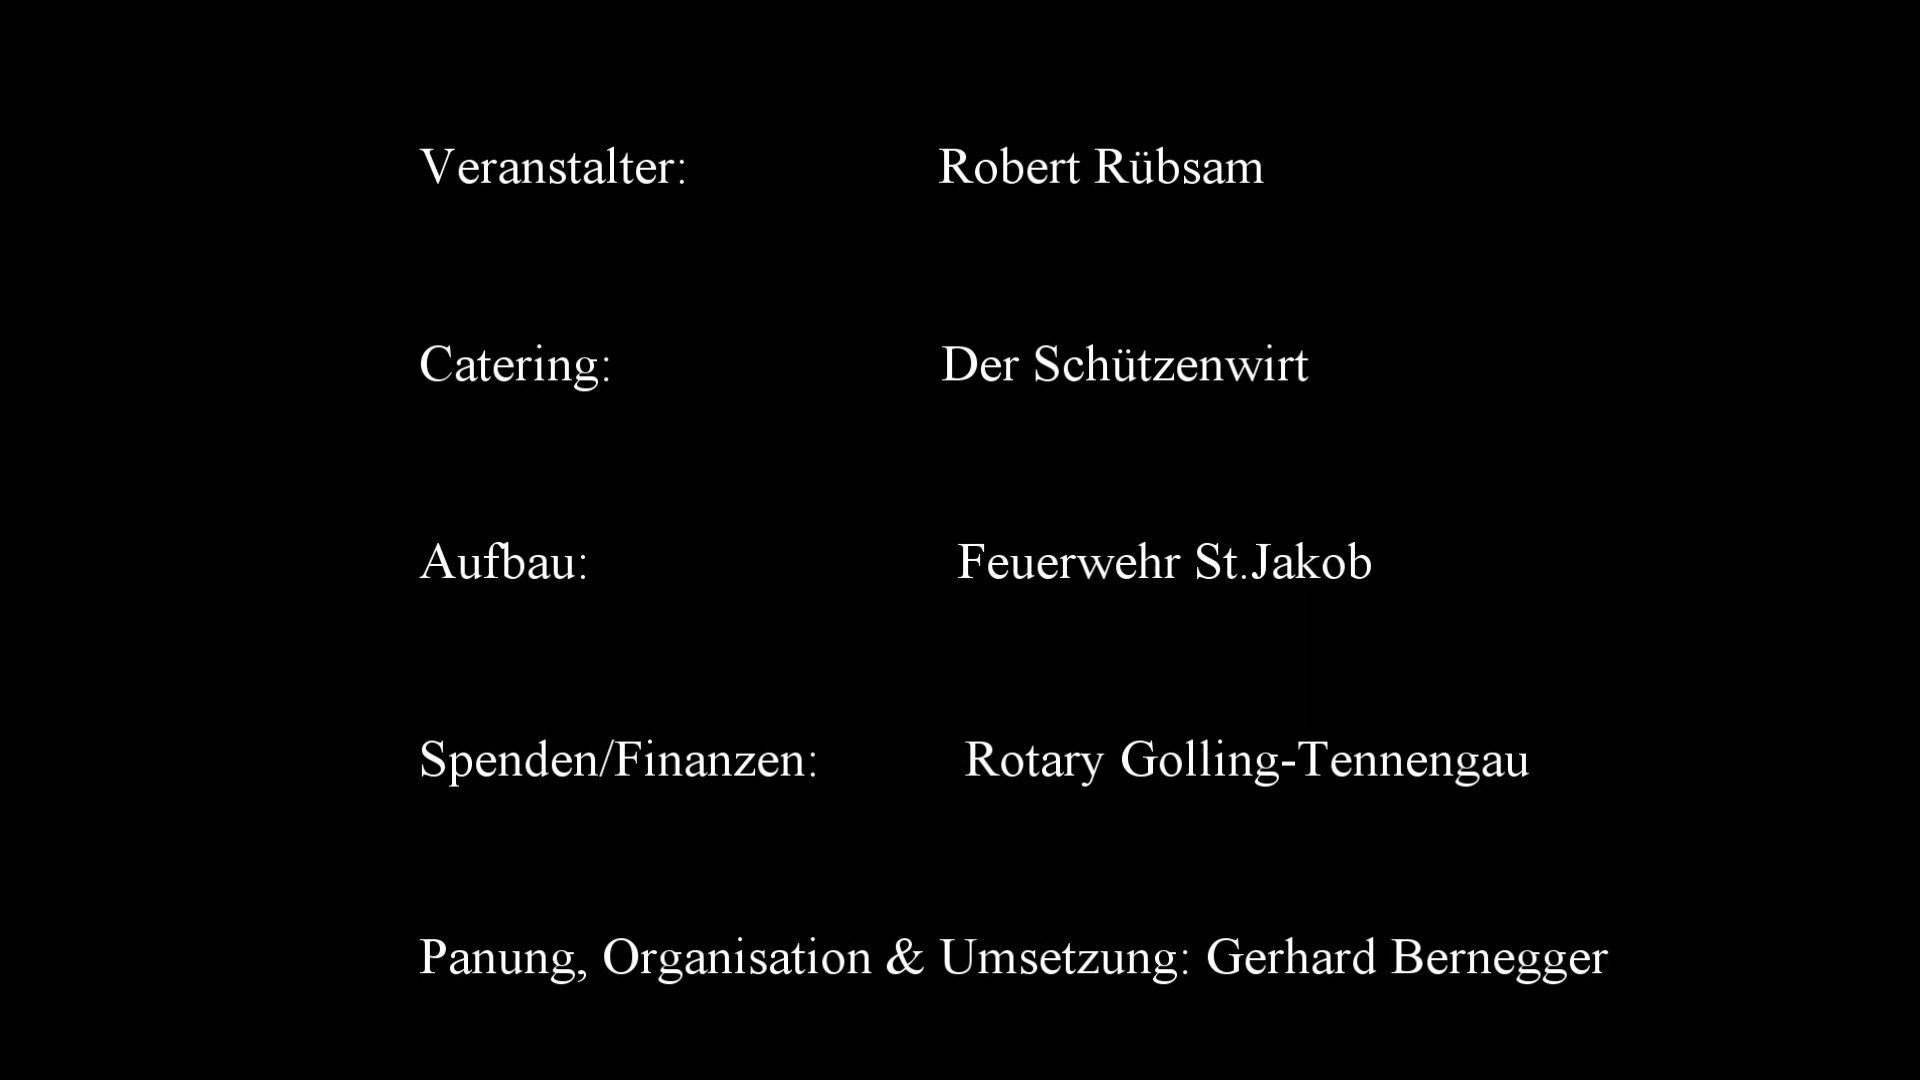 Veranstalter: Robert Rübsam
Catering: Der Schützenwirt
Aufbau: Feuerwehr St.Jakob
Spenden/Finanzen: Rotary Golling-Tennengau
Panung, Organisation & Umsetzung: Gerhard Bernegger